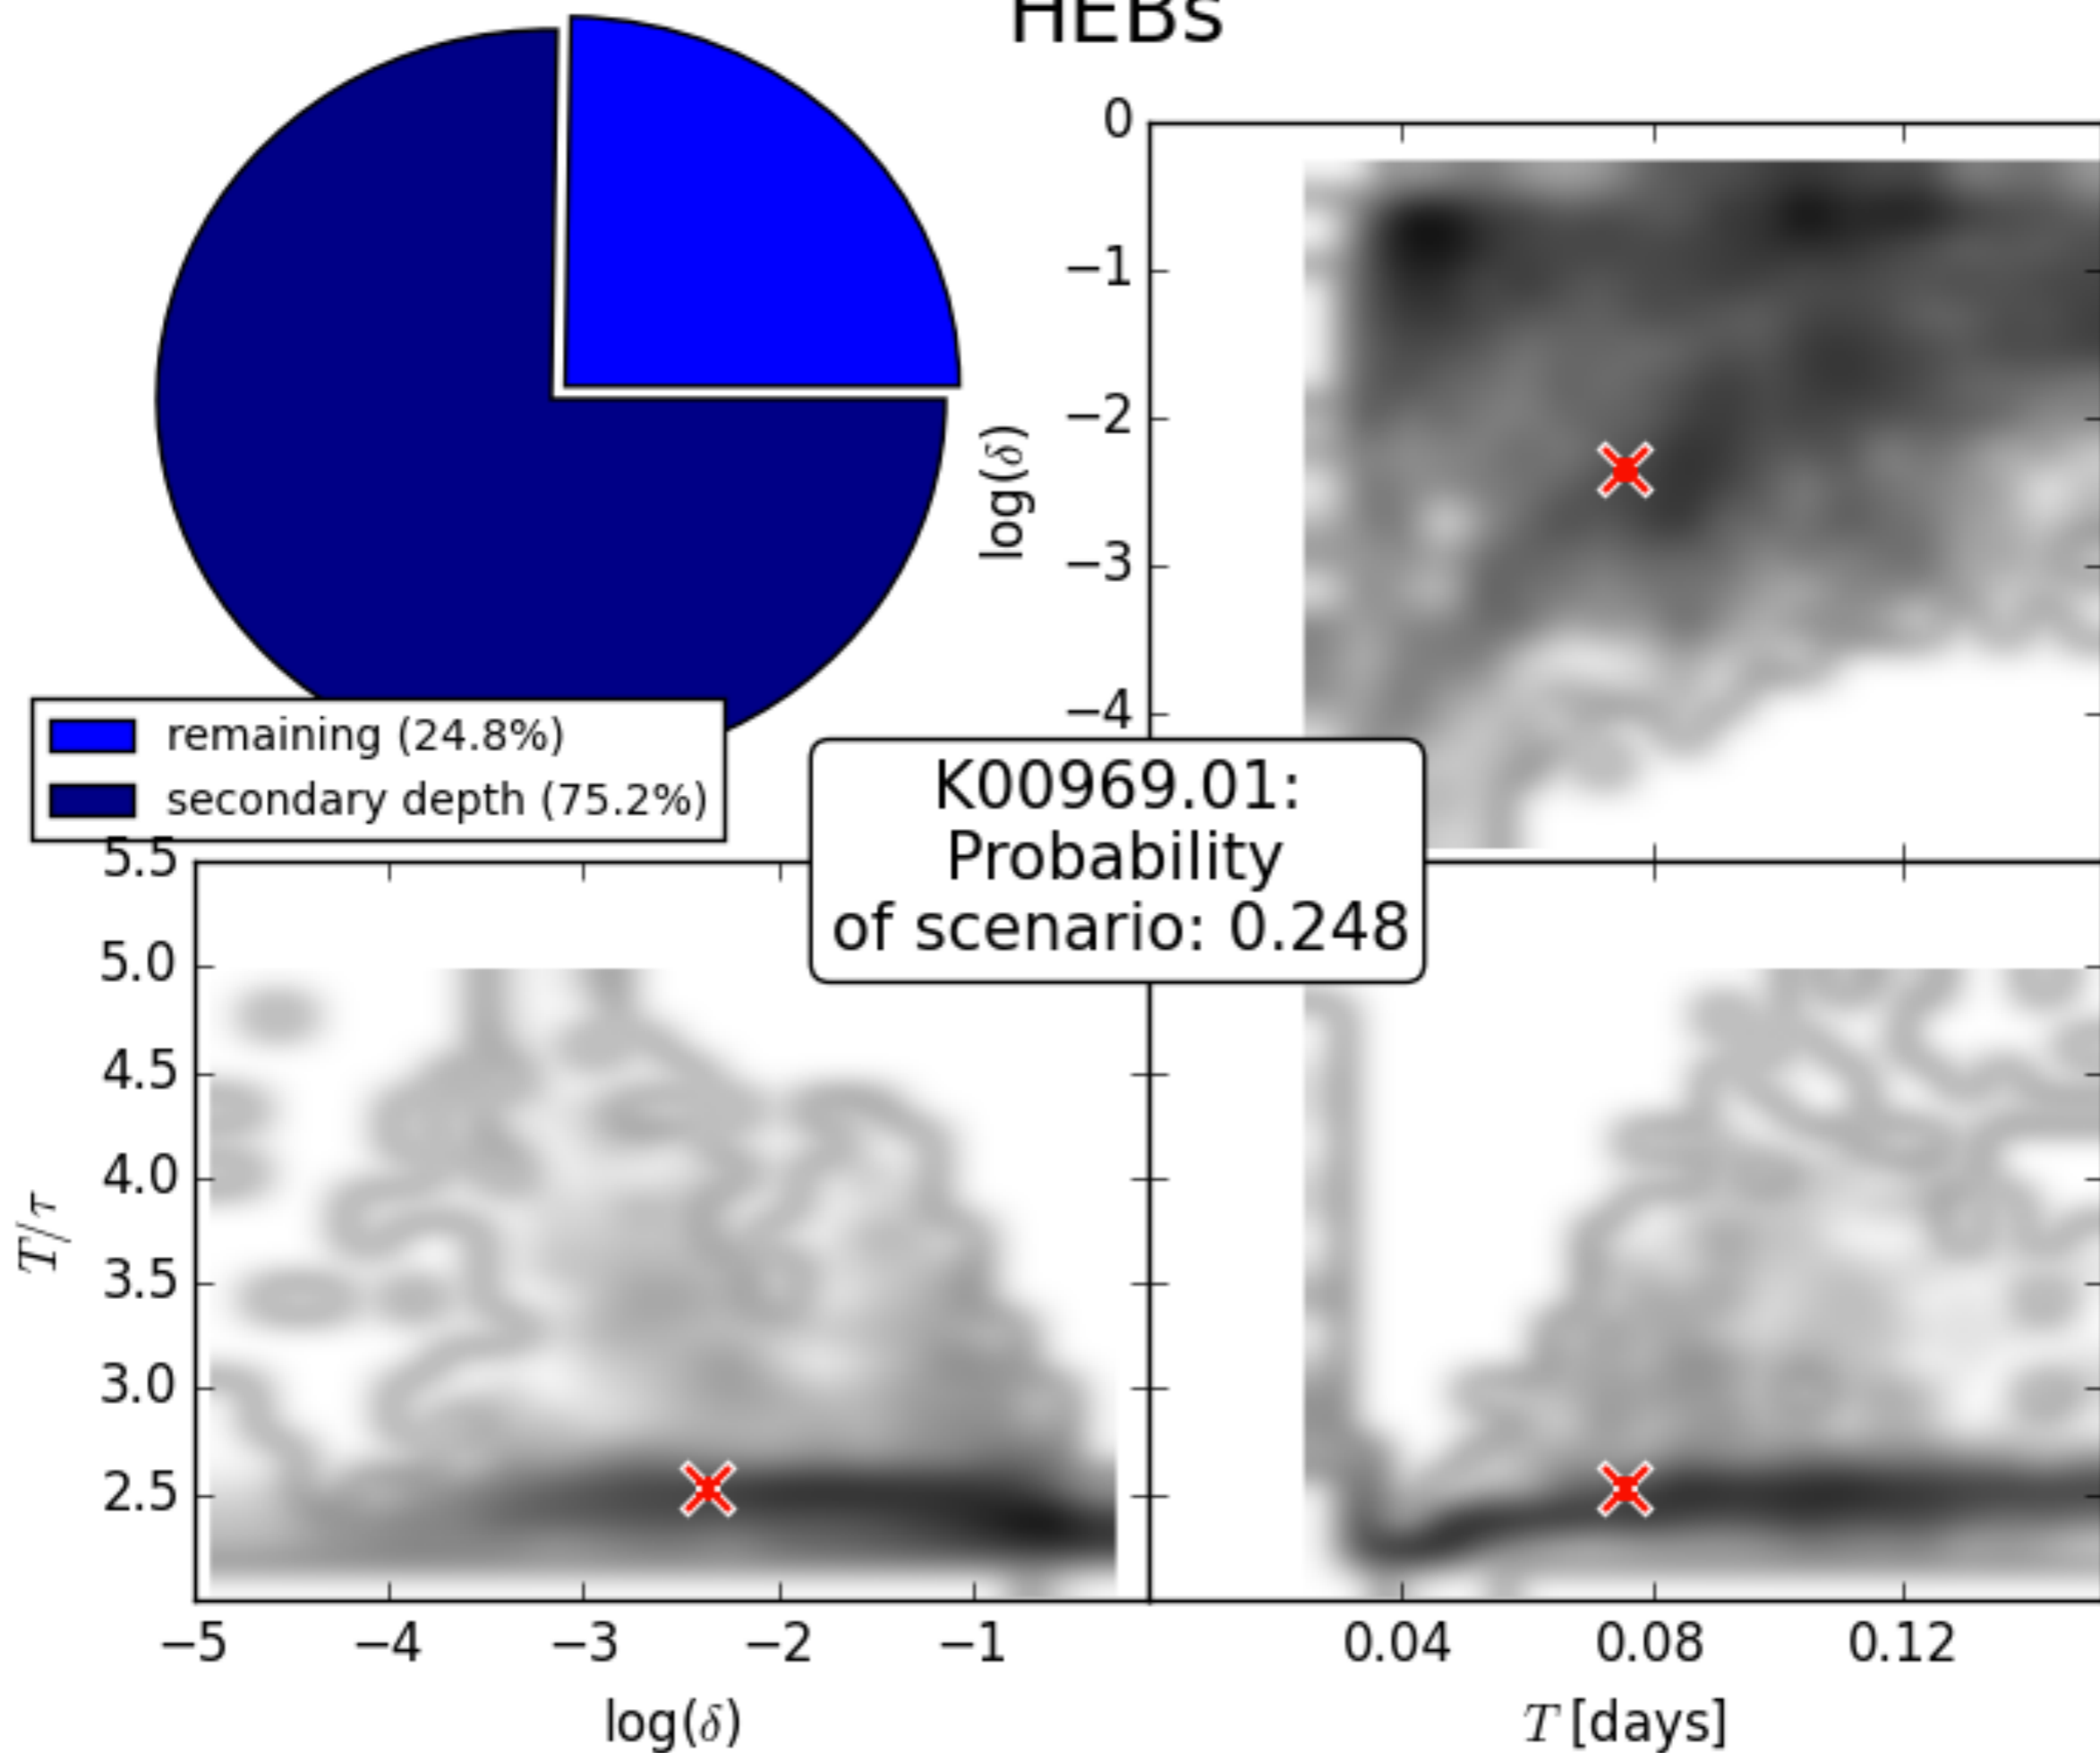 HEBs
remaining (24.8%)
secondary depth (75.2%)
0
−1
−2
−3
−4
log(δ)
K00969.01:
Probability
of scenario: 0.248
5.5
5.0
4.5
4.0
3.5
3.0
2.5
T/τ
−5 −4 −3 −2 −1
0.04 0.08 0.12
log(δ)
T [days]